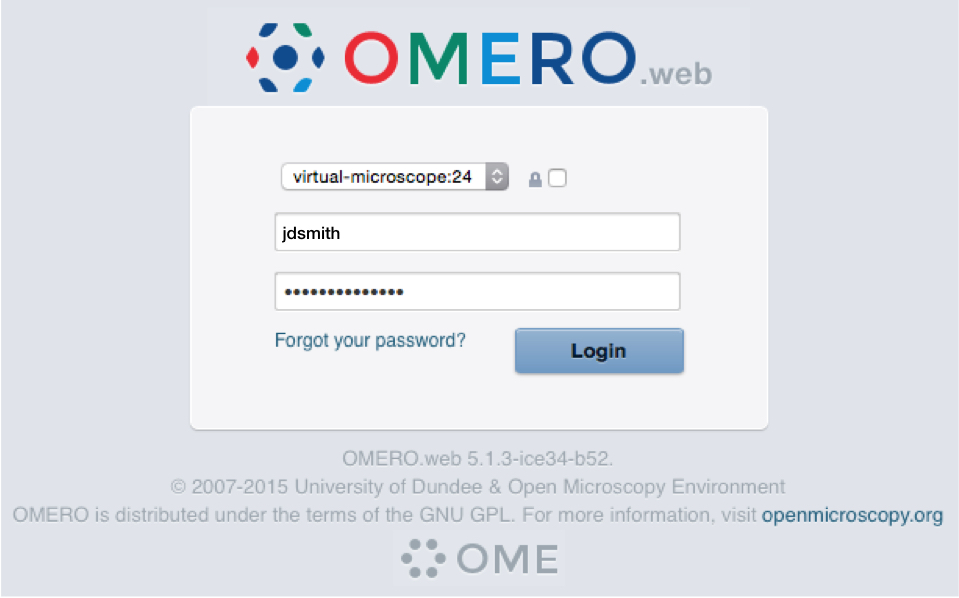 OMERO.web
virtual-microscope:24
jdsmith
••••••••••••••
Forgot your password?
Login
OMERO.web 5.1.3-ice34-b52.
© 2007-2015 University of Dundee & Open Microscopy Environment
OMERO is distributed under the terms of the GNU GPL. For more information, visit openmicroscopy.org
OME